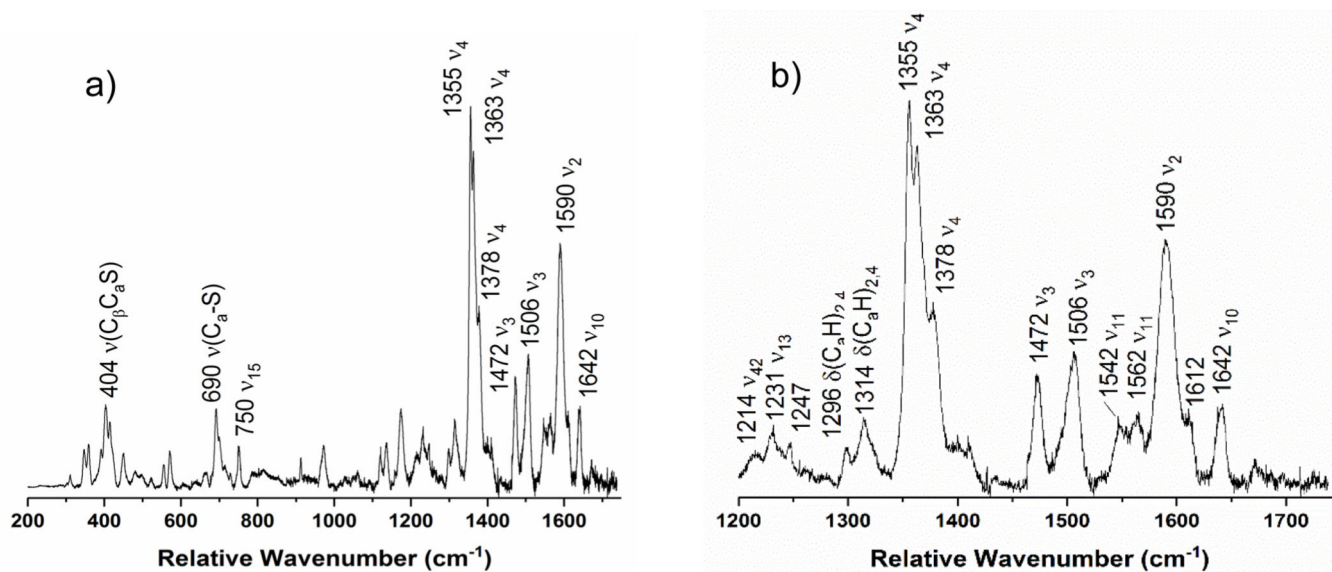 a)
404 ν(CβCaS)
690 ν(Ca-S)
750 ν15
1355 ν4
1363 ν4
1378 ν4
1472 ν3
1506 ν3
1590 ν2
1642 ν10
200 400 600 800 1000 1200 1400 1600
Relative Wavenumber (cm-1)
b)
1214 ν42
1231 ν13
1247
1296 δ(CaH)2,4
1314 δ(CaH)2,4
1355 ν4
1363 ν4
1378 ν4
1472 ν3
1506 ν3
1542 ν11
1562 ν11
1590 ν2
1612
1642 ν10
1200 1300 1400 1500 1600 1700
Relative Wavenumber (cm-1)